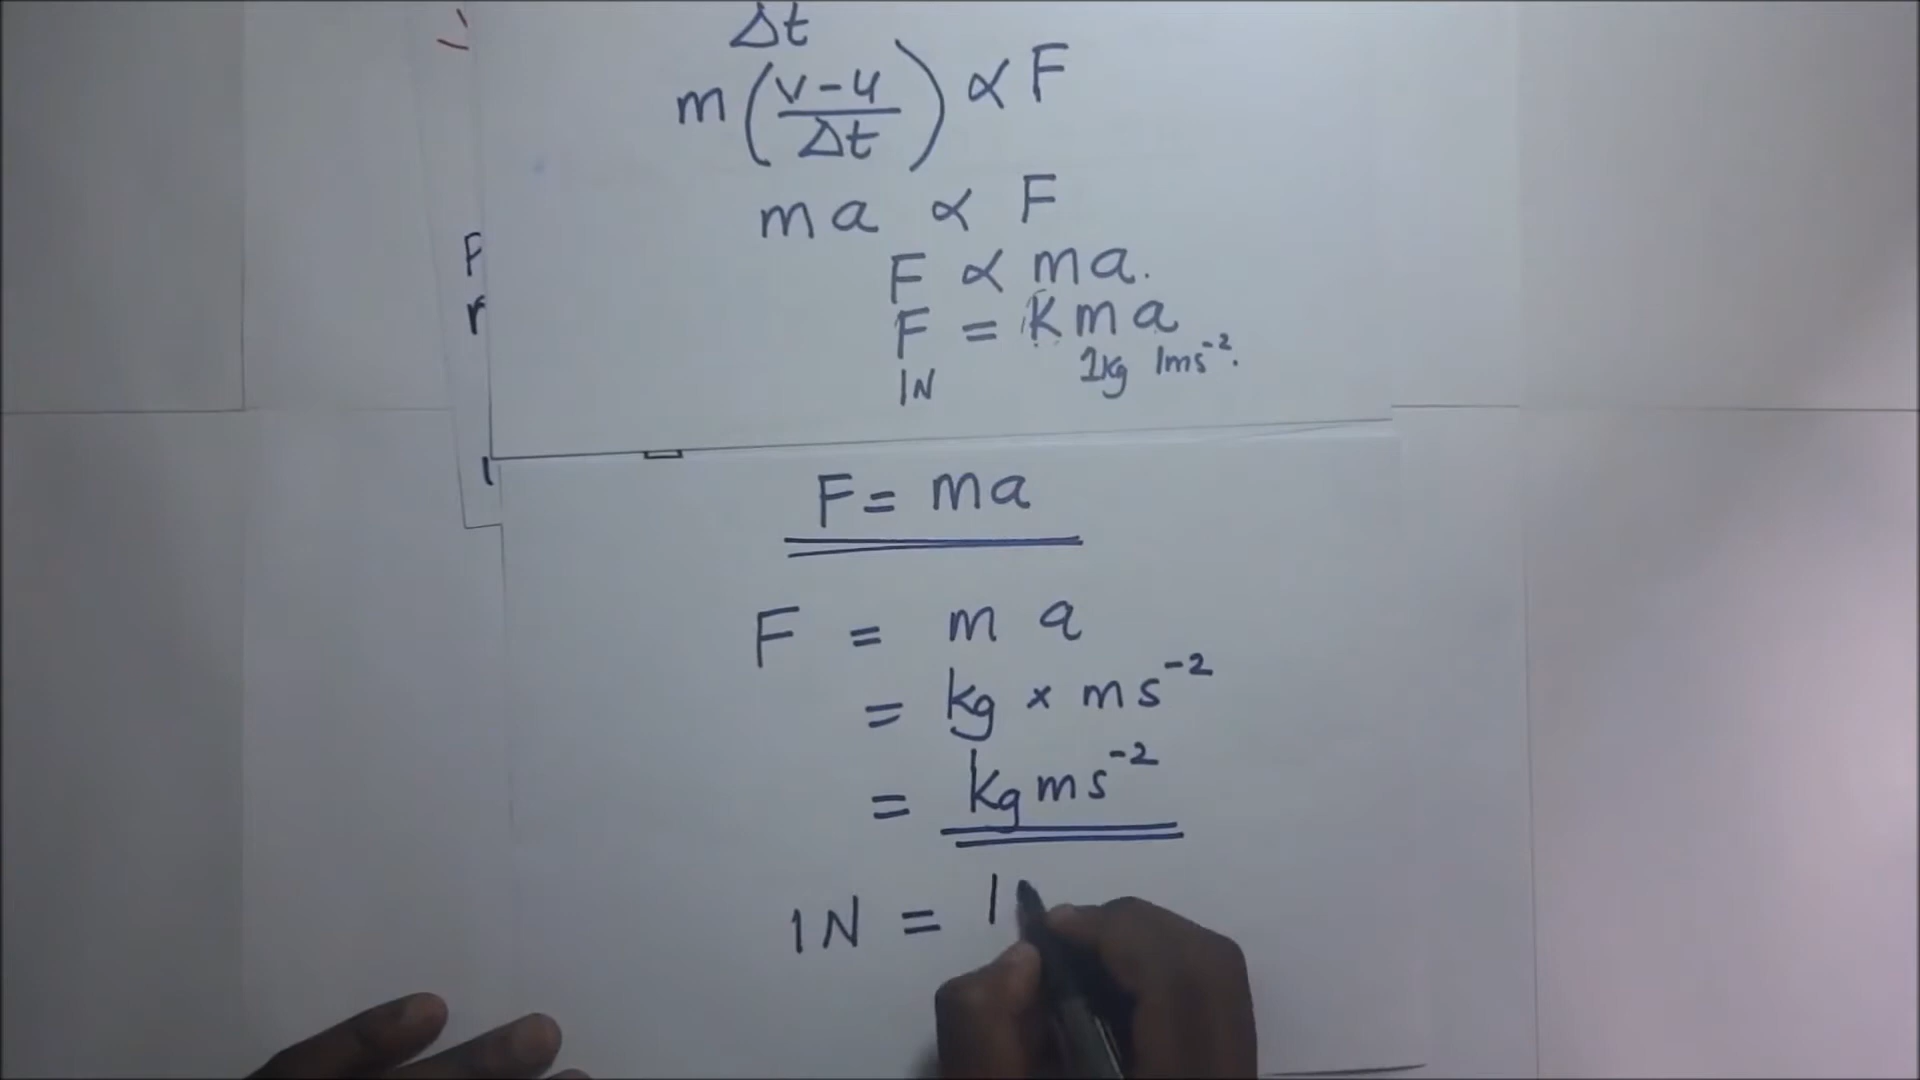 Δt
m(v-u/Δt) ∝ F
ma ∝ F
F ∝ ma.
F = Kma
1N 1kg 1ms⁻².
F = ma
F = m a
= kg × ms⁻²
= kgms⁻²
1N = 1